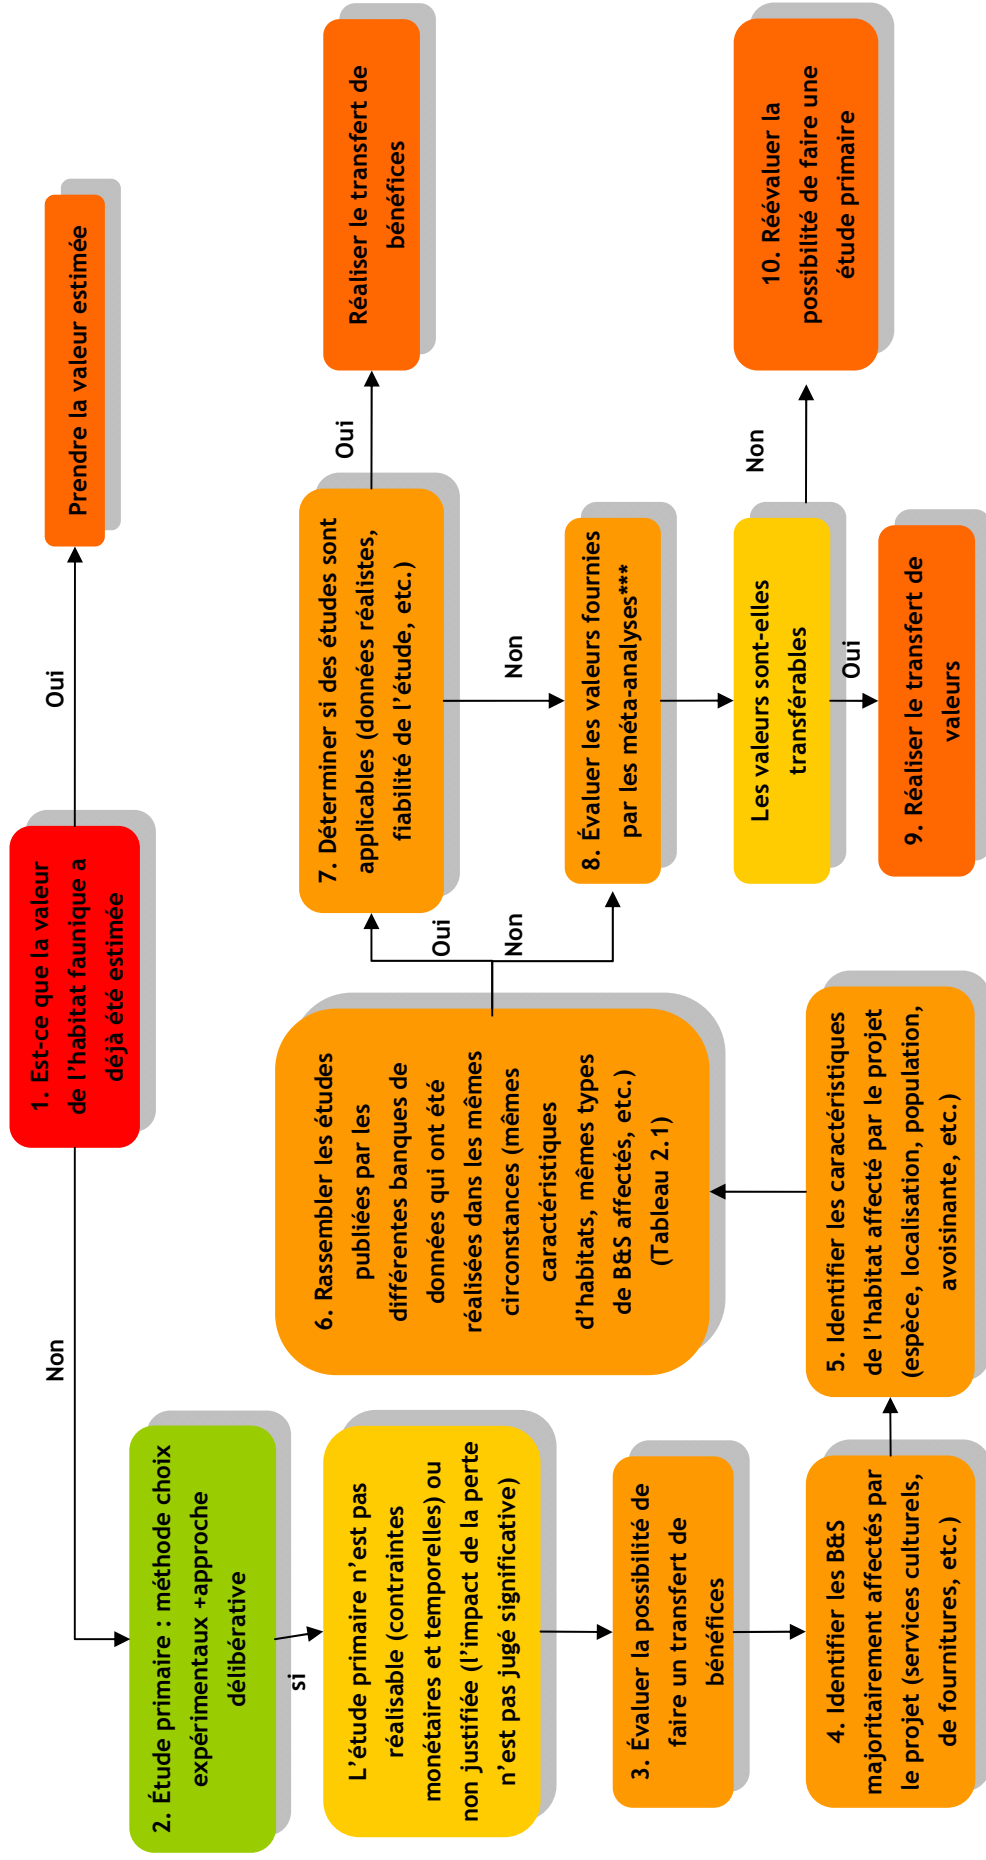 1. Est-ce que la valeur
de l'habitat faunique a
déjà été estimée
Oui
Prendre la valeur estimée
Non
2. Étude primaire : méthode choix
expérimentaux +approche
délibérative
si
L'étude primaire n'est pas
réalisable (contraintes
monétaires et temporelles) ou
non justifiée (l'impact de la perte
n'est pas jugé significative)
3. Évaluer la possibilité de
faire un transfert de
bénéfices
4. Identifier les B&S
majoritairement affectés par
le projet (services culturels,
de fournitures, etc.)
5. Identifier les caractéristiques
de l'habitat affecté par le projet
(espèce, localisation, population,
avoisinante, etc.)
6. Rassembler les études
publiées par les
différentes banques de
données qui ont été
réalisées dans les mêmes
circonstances (mêmes
caractéristiques
d'habitats, mêmes types
de B&S affectés, etc.)
(Tableau 2.1)
Oui
Non
7. Déterminer si des études sont
applicables (données réalistes,
fiabilité de l'étude, etc.)
Oui
Réaliser le transfert de
bénéfices
Non
8. Évaluer les valeurs fournies
par les méta-analyses***
Les valeurs sont-elles
transférables
Oui
9. Réaliser le transfert de
valeurs
Non
10. Réévaluer la
possibilité de faire une
étude primaire